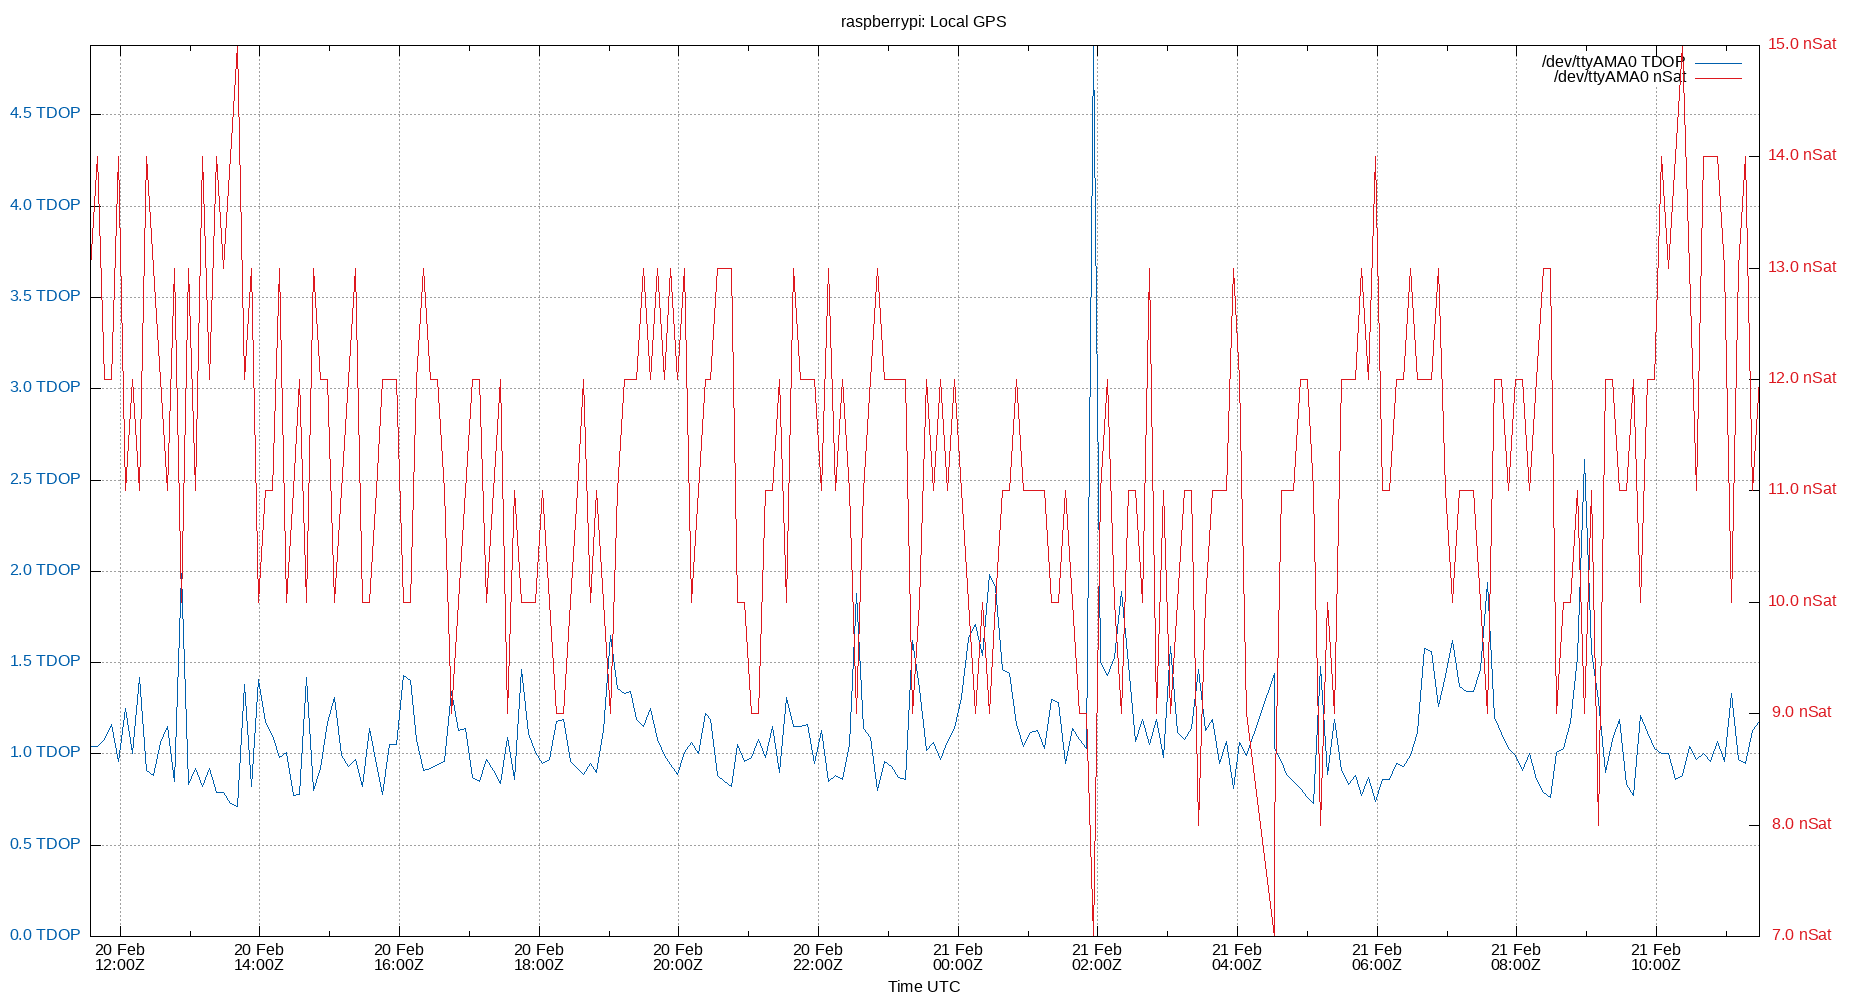 raspberrypi: Local GPS
/dev/ttyAMA0 TDOP
/dev/ttyAMA0 nSat
4.5 TDOP
4.0 TDOP
3.5 TDOP
3.0 TDOP
2.5 TDOP
2.0 TDOP
1.5 TDOP
1.0 TDOP
0.5 TDOP
0.0 TDOP
15.0 nSat
14.0 nSat
13.0 nSat
12.0 nSat
11.0 nSat
10.0 nSat
9.0 nSat
8.0 nSat
7.0 nSat
20 Feb
12:00Z
20 Feb
14:00Z
20 Feb
16:00Z
20 Feb
18:00Z
20 Feb
20:00Z
20 Feb
22:00Z
21 Feb
00:00Z
21 Feb
02:00Z
21 Feb
04:00Z
21 Feb
06:00Z
21 Feb
08:00Z
21 Feb
10:00Z
Time UTC